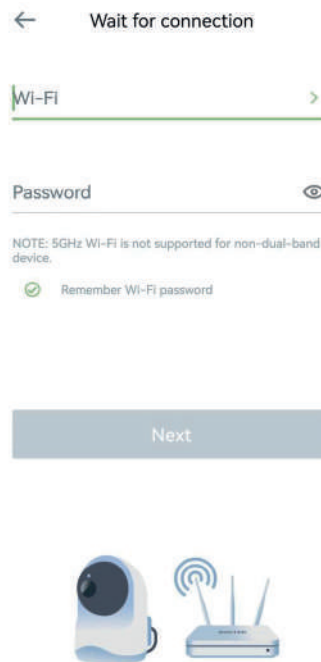 Wait for connection
Wi-Fi
Password
NOTE: 5GHz Wi-Fi is not supported for non-dual-band
device.
Remember Wi-Fi password
Next